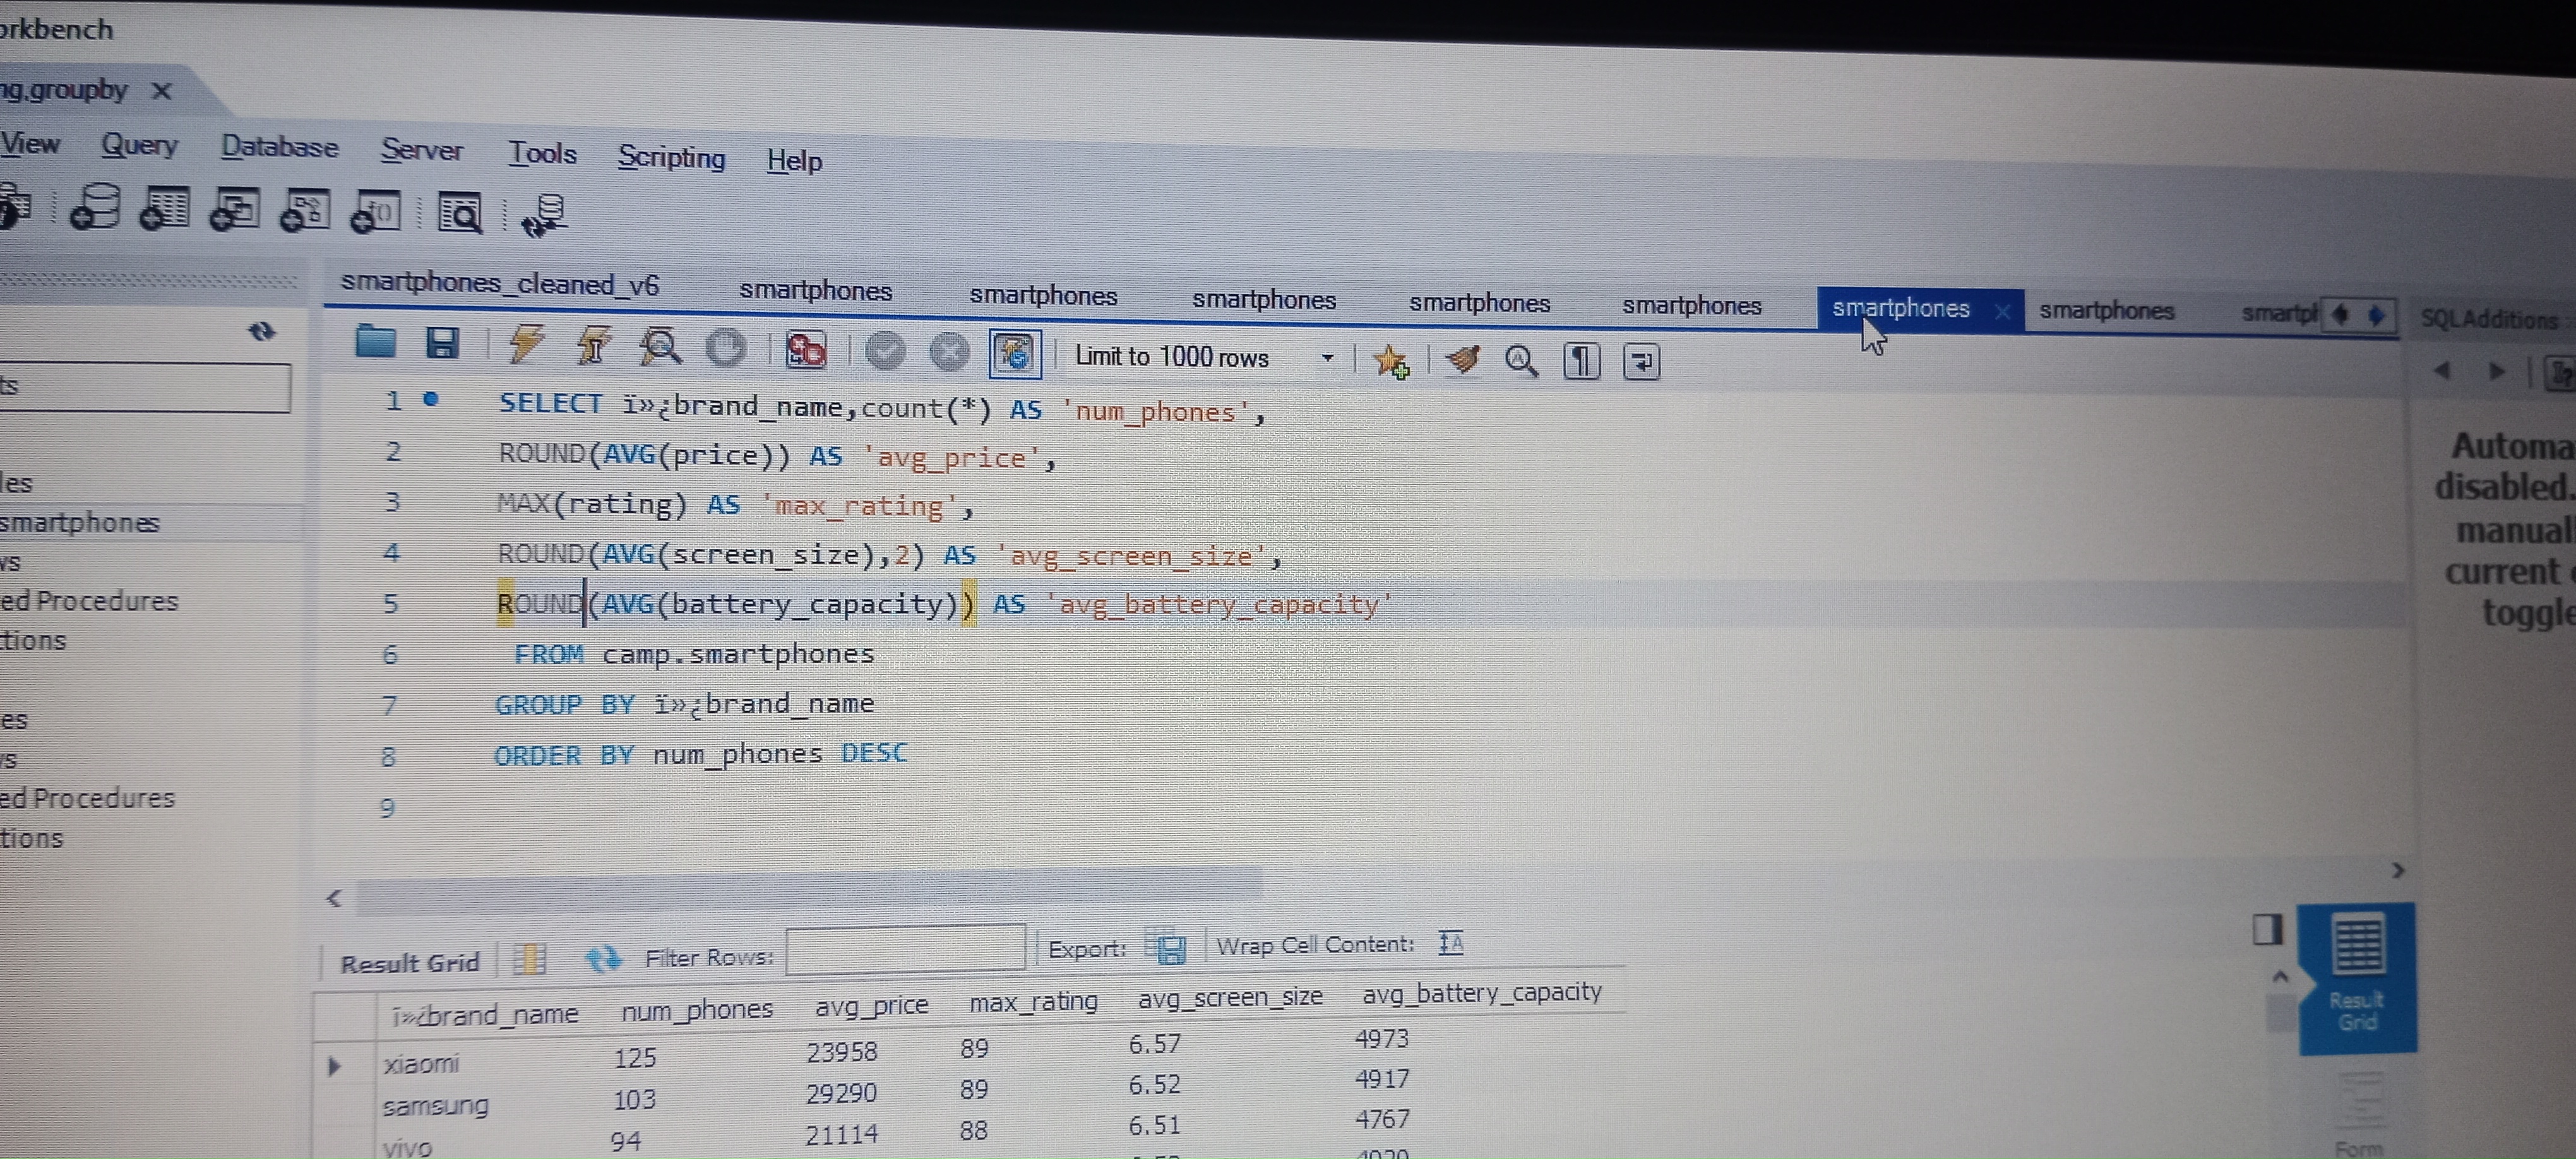 orkbench
ng,groupby
View Query Database Server Tools Scripting Help
smartphones_cleaned_v6 smartphones smartphones smartphones smartphones smartphones smartphones smartphones smartpl SQLAdditions
Limit to 1000 rows
ts
les
smartphones
vs
ed Procedures
tions
es
/s
ed Procedures
tions
1 SELECT ï»¿brand_name,count(*) AS 'num_phones',
2 ROUND(AVG(price)) AS 'avg_price',
3 MAX(rating) AS 'max_rating',
4 ROUND(AVG(screen_size),2) AS 'avg_screen_size',
5 ROUND(AVG(battery_capacity)) AS 'avg_battery_capacity'
6 FROM camp.smartphones
7 GROUP BY ï»¿brand_name
8 ORDER BY num_phones DESC
9
Automa
disabled.
manual
current
toggle
Result Grid Filter Rows: Export: Wrap Cell Content:
ï»¿brand_name num_phones avg_price max_rating avg_screen_size avg_battery_capacity
xiaomi 125 23958 89 6.57 4973
samsung 103 29290 89 6.52 4917
vivo 94 21114 88 6.51 4767
Result
Grid
Form